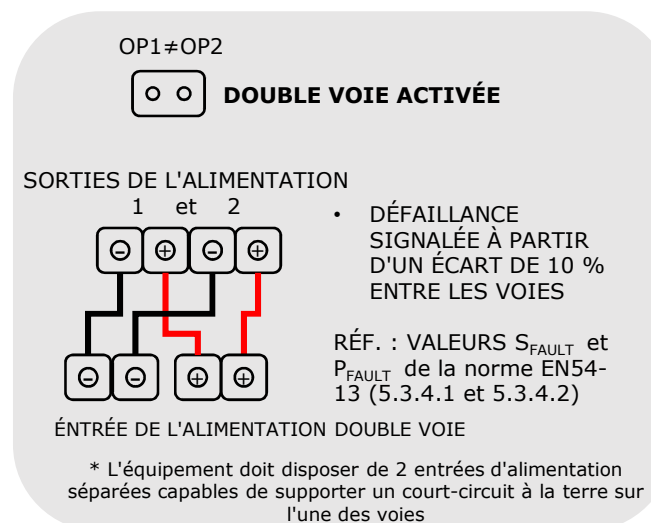 OP1≠OP2
DOUBLE VOIE ACTIVÉE
SORTIES DE L'ALIMENTATION
1 et 2
- + - +
- - + +
ÉNTRÉE DE L'ALIMENTATION DOUBLE VOIE
• DÉFAILLANCE
SIGNALÉE À PARTIR
D'UN ÉCART DE 10 %
ENTRE LES VOIES
RÉF. : VALEURS S_FAULT et
P_FAULT de la norme EN54-
13 (5.3.4.1 et 5.3.4.2)
* L'équipement doit disposer de 2 entrées d'alimentation
séparées capables de supporter un court-circuit à la terre sur
l'une des voies